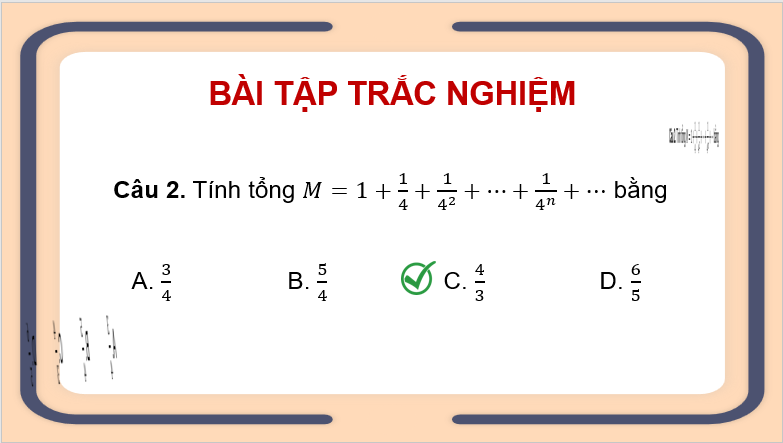 BÀI TẬP TRẮC NGHIỆM
Câu 2. Tính tổng M = 1 + 1/4 + 1/4² + ⋯ + 1/4ⁿ + ⋯ bằng
A. 3/4 B. 5/4 C. 4/3 D. 6/5